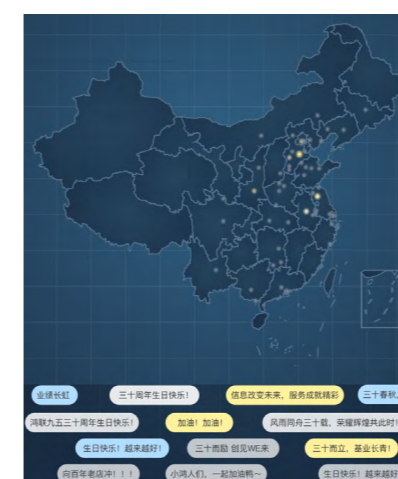 业绩长虹
三十周年生日快乐！
信息改变未来，服务成就精彩
三十春秋，
鸿联九五三十周年生日快乐！
加油！加油！
风雨同舟三十载，荣耀辉煌共此时！
生日快乐！越来越好！
三十而励 创见WE来
三十而立，基业长青！
向百年老店冲！！！
小鸿人们，一起加油鸭～
生日快乐！越来越好